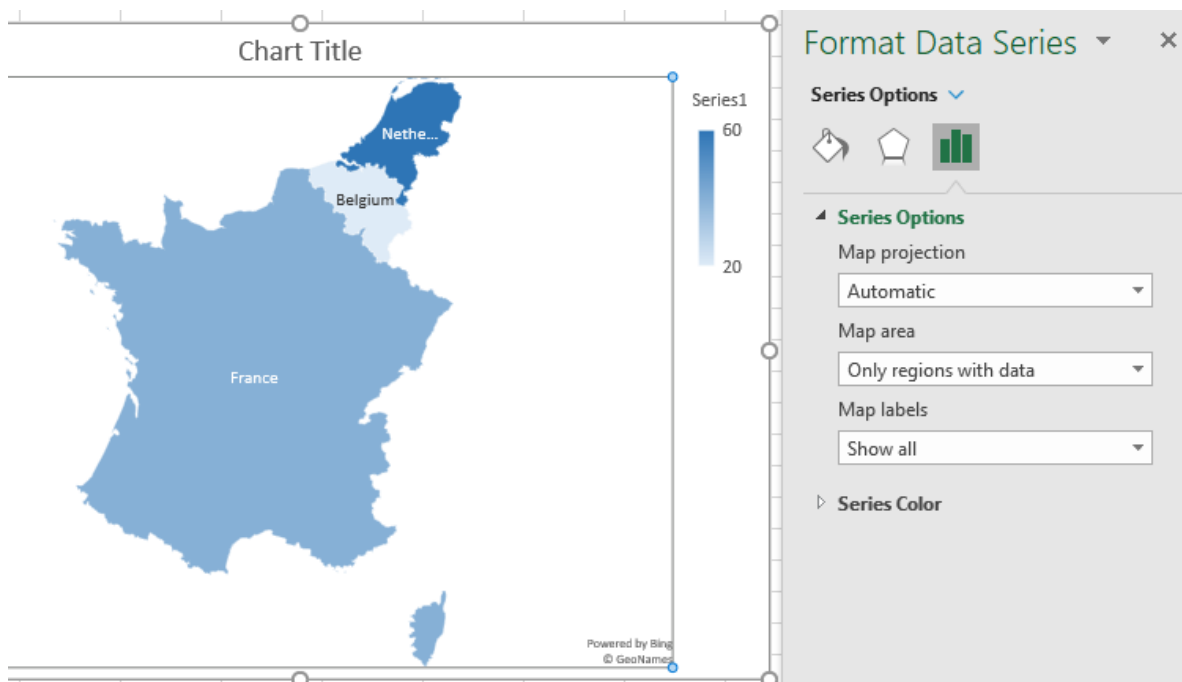 Chart Title
Nethe...
Belgium
France
Series1
60
20
Powered by Bing
© GeoNames
Format Data Series
Series Options
Series Options
Map projection
Automatic
Map area
Only regions with data
Map labels
Show all
Series Color